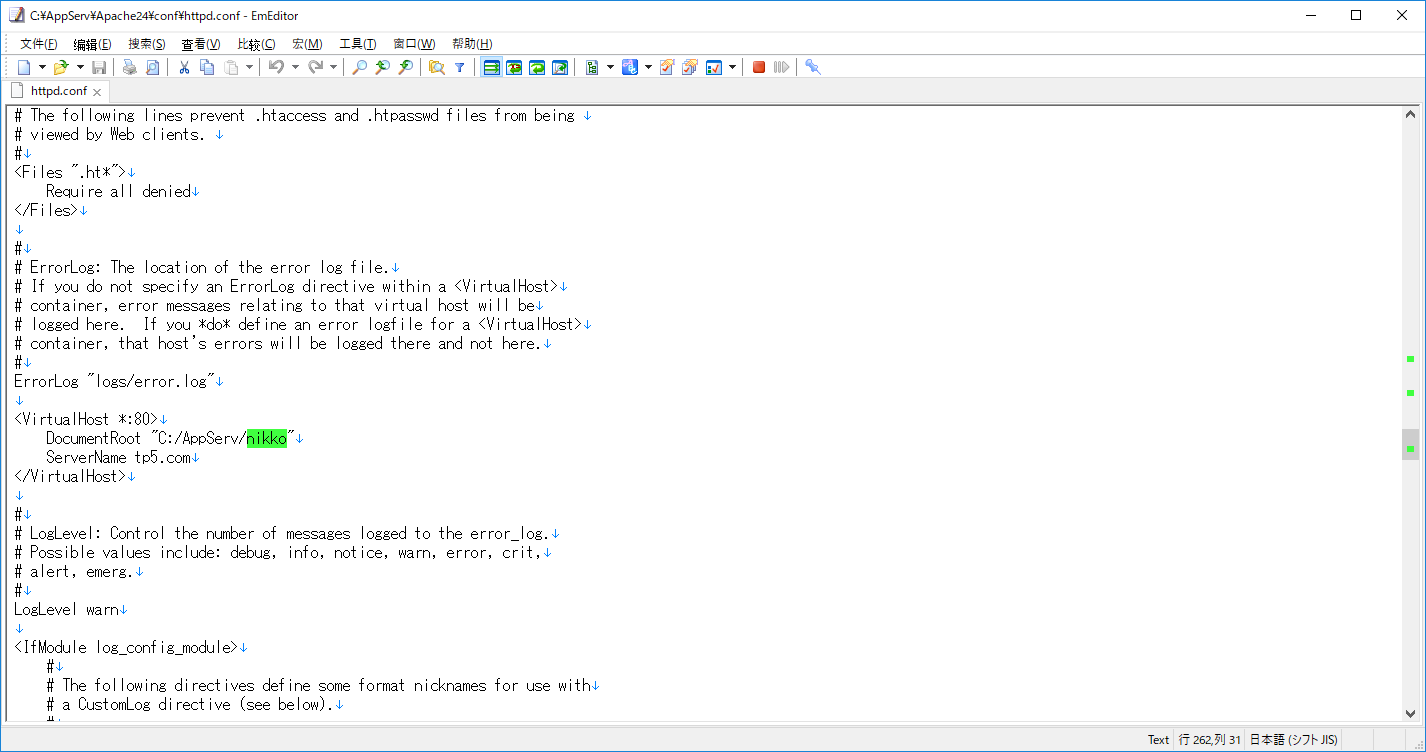 C:¥AppServ¥Apache24¥conf¥httpd.conf - EmEditor
文件(F) 编辑(E) 搜索(S) 查看(V) 比较(C) 宏(M) 工具(T) 窗口(W) 帮助(H)
httpd.conf
# The following lines prevent .htaccess and .htpasswd files from being ↓
# viewed by Web clients. ↓
#↓
<Files ".ht*">↓
    Require all denied↓
</Files>↓
↓
#↓
# ErrorLog: The location of the error log file.↓
# If you do not specify an ErrorLog directive within a <VirtualHost>↓
# container, error messages relating to that virtual host will be↓
# logged here.  If you *do* define an error logfile for a <VirtualHost>↓
# container, that host's errors will be logged there and not here.↓
#↓
ErrorLog "logs/error.log"↓
↓
<VirtualHost *:80>↓
    DocumentRoot "C:/AppServ/nikko"↓
    ServerName tp5.com↓
</VirtualHost>↓
↓
#↓
# LogLevel: Control the number of messages logged to the error_log.↓
# Possible values include: debug, info, notice, warn, error, crit,↓
# alert, emerg.↓
#↓
LogLevel warn↓
↓
<IfModule log_config_module>↓
    #↓
    # The following directives define some format nicknames for use with↓
    # a CustomLog directive (see below).↓
    #↓
Text 行 262,列 31 日本語 (シフト JIS)